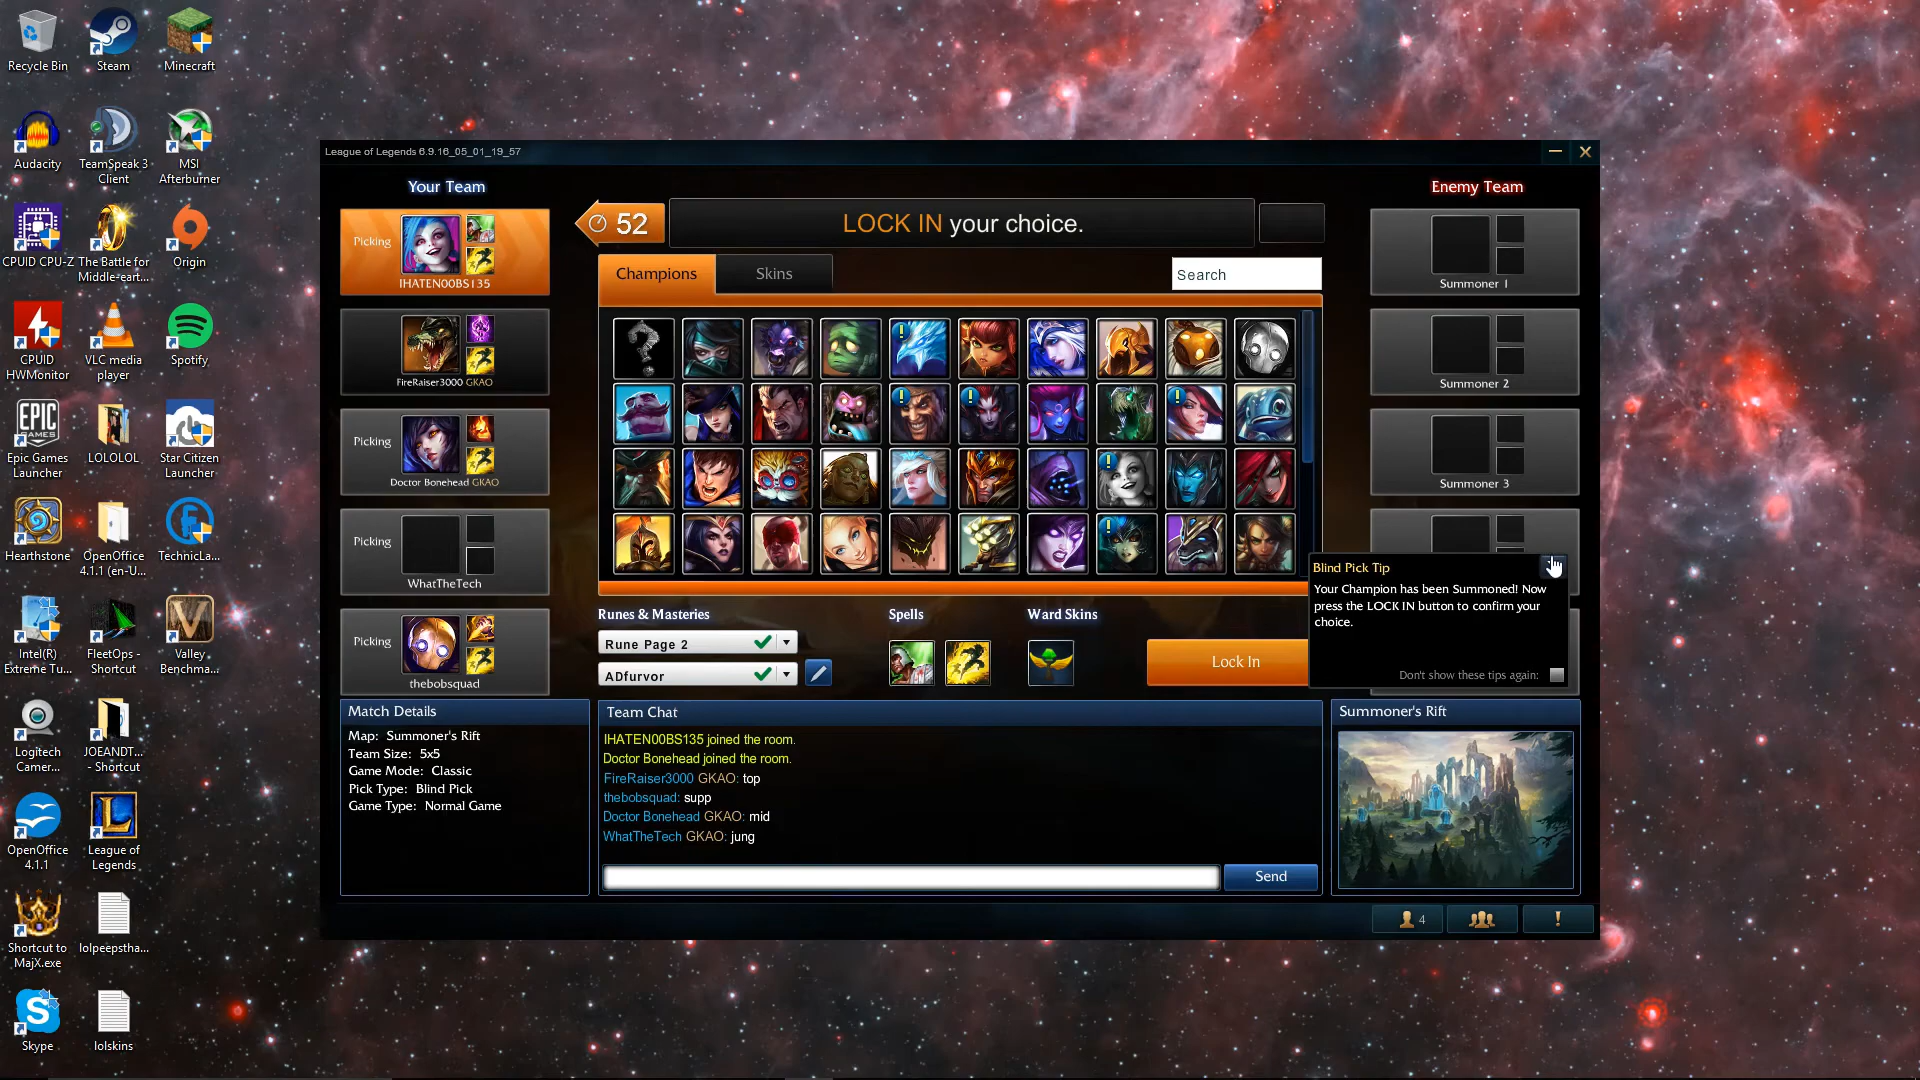 Recycle Bin
Steam
Minecraft
Audacity
TeamSpeak 3
Client
MSI
Afterburner
CPUID CPU-Z
The Battle for
Middle-eart...
Origin
CPUID
HWMonitor
VLC media
player
Spotify
EPIC
GAMES
Epic Games
Launcher
LOLOLOL
Star Citizen
Launcher
Hearthstone
OpenOffice
4.1.1 (en-U...
TechnicLa...
Intel(R)
Extreme Tu...
FleetOps -
Shortcut
Valley
Benchma...
Logitech
Camer...
JOEANDT...
- Shortcut
OpenOffice
4.1.1
League of
Legends
Shortcut to
MajX.exe
lolpeepstha...
Skype
lolskins
League of Legends 6.9.16_05_01_19_57
Your Team
Picking
IHATEN00BS135
FireRaiser3000 GKAO
Picking
Doctor Bonehead GKAO
Picking
WhatTheTech
Picking
thebobsquad
52
LOCK IN your choice.
Champions
Skins
Search
Enemy Team
Summoner 1
Summoner 2
Summoner 3
Blind Pick Tip
Your Champion has been Summoned! Now
press the LOCK IN button to confirm your
choice.
Don't show these tips again:
Runes & Masteries
Rune Page 2
ADfurvor
Spells
Ward Skins
Lock In
Match Details
Map: Summoner's Rift
Team Size: 5x5
Game Mode: Classic
Pick Type: Blind Pick
Game Type: Normal Game
Team Chat
IHATEN00BS135 joined the room.
Doctor Bonehead joined the room.
FireRaiser3000 GKAO: top
thebobsquad: supp
Doctor Bonehead GKAO: mid
WhatTheTech GKAO: jung
Send
Summoner's Rift
4